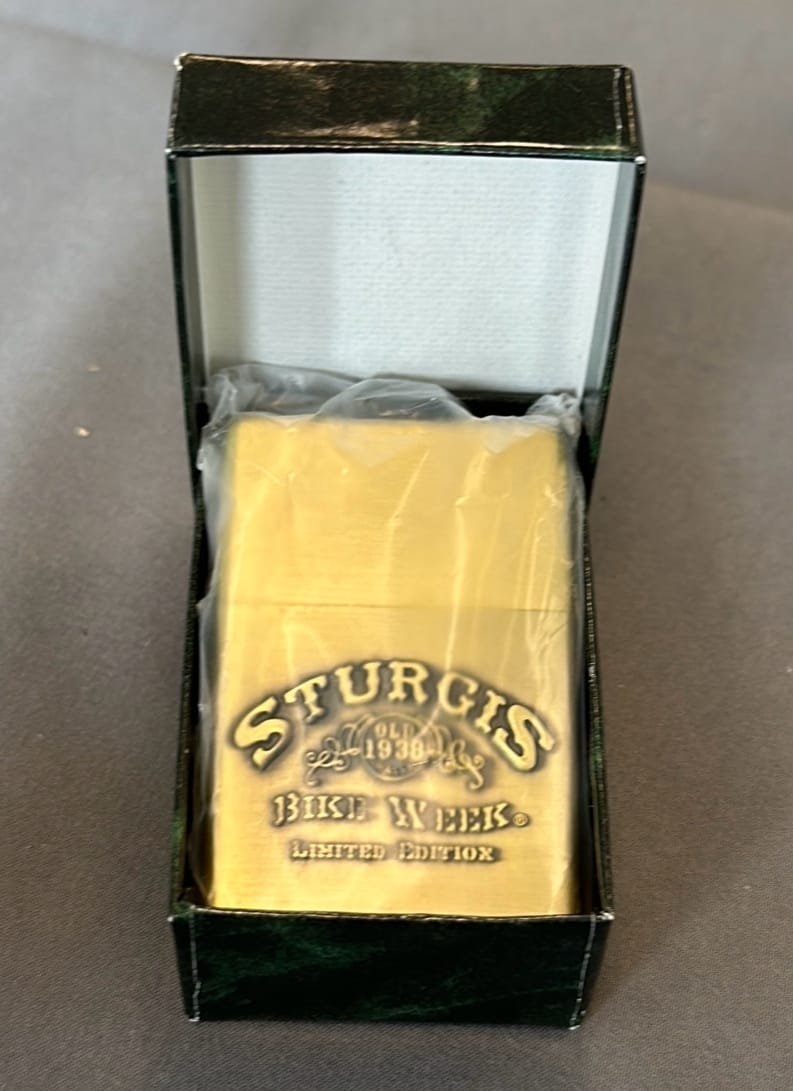 STURGIS
OLD
1938
BIKE WEEK®
LIMITED EDITION